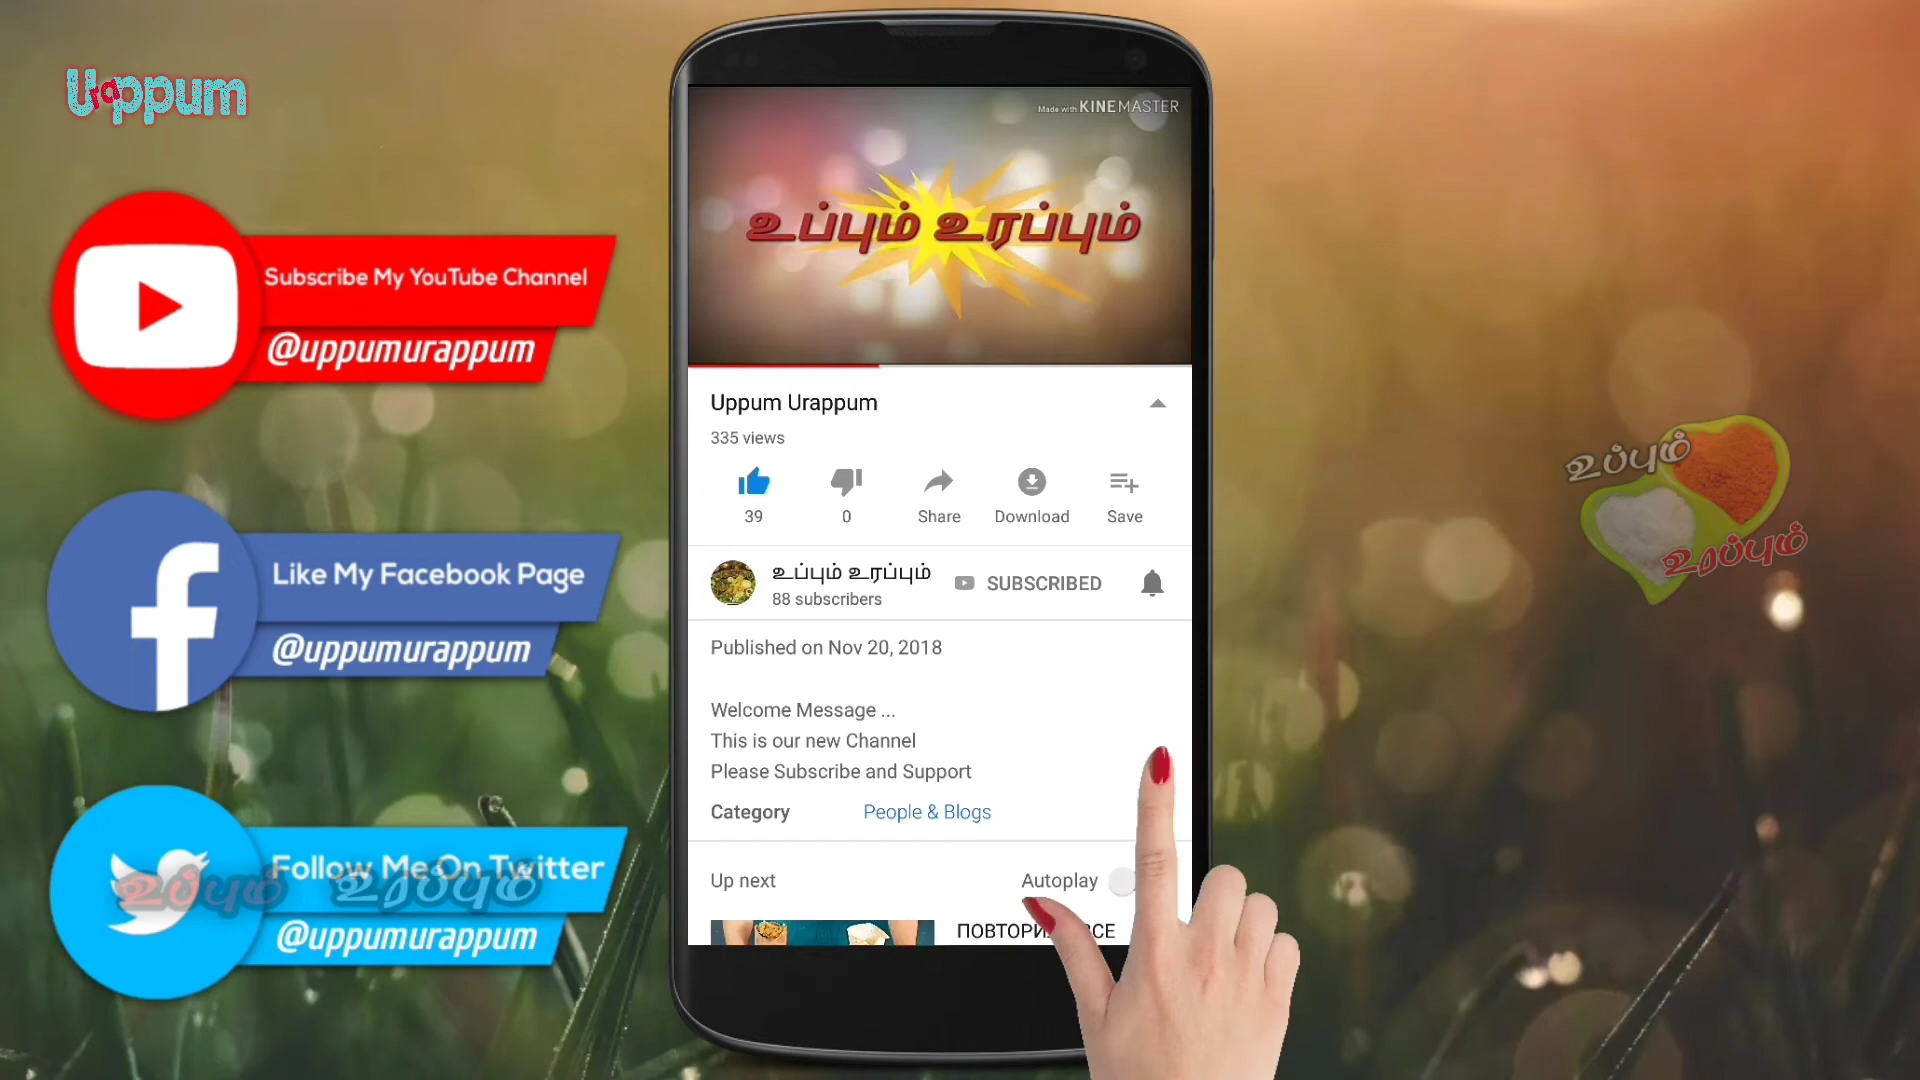 Urappum
Subscribe My YouTube Channel
@uppumurappum
Like My Facebook Page
@uppumurappum
Follow Me On Twitter
உப்பும் உரப்பும்
@uppumurappum
Made with KINEMASTER
உப்பும் உரப்பும்
Uppum Urappum
335 views
39
0
Share
Download
Save
உப்பும் உரப்பும்
88 subscribers
SUBSCRIBED
Published on Nov 20, 2018
Welcome Message ...
This is our new Channel
Please Subscribe and Support
Category People & Blogs
Up next
Autoplay
உப்பும்
உரப்பும்